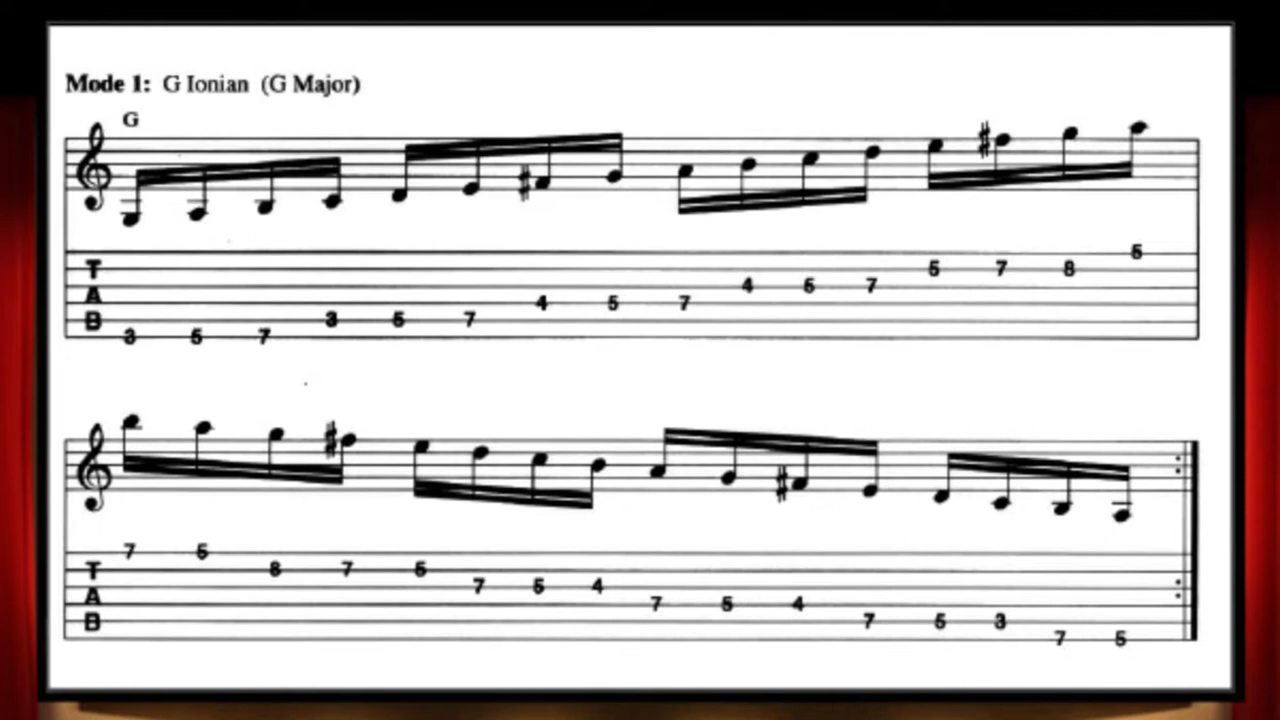 Mode 1: G Ionian (G Major)
G
5
T 5 7 8
4 5 7
A 4 5 7
B 3 5 7
3 5 7
7 5
T 8 7 5
7 5 4
A 7 5 4
B 7 5 3
7 5